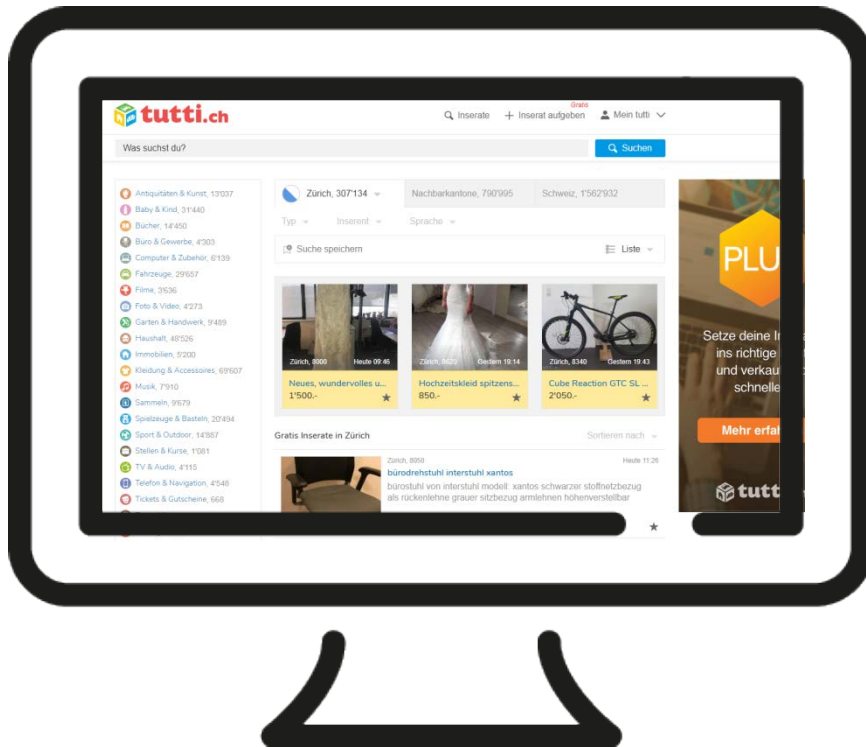 tutti.ch
Inserate
Gratis
Inserat aufgeben
Mein tutti
Was suchst du?
Suchen
Antiquitäten & Kunst, 13'037
Baby & Kind, 31'440
Bücher, 14'450
Büro & Gewerbe, 4'303
Computer & Zubehör, 6'139
Fahrzeuge, 29'657
Filme, 3'636
Foto & Video, 4'273
Garten & Handwerk, 9'489
Haushalt, 48'526
Immobilien, 5'200
Kleidung & Accessoires, 69'607
Musik, 7'910
Sammeln, 9'679
Spielzeuge & Basteln, 20'494
Sport & Outdoor, 14'887
Stellen & Kurse, 1'081
TV & Audio, 4'115
Telefon & Navigation, 4'548
Tickets & Gutscheine, 668
Zürich, 307'134
Nachbarkantone, 790'995
Schweiz, 1'562'932
Typ
Inserent
Sprache
Suche speichern
Liste
Zürich, 8000
Heute 09:46
Neues, wundervolles u...
1'500.-
Zürich,
Gestern 19:14
Hochzeitskleid spitzens...
850.-
Zürich, 8340
Gestern 19:43
Cube Reaction GTC SL ...
2'050.-
Gratis Inserate in Zürich
Sortieren nach
Zürich, 8059
Heute 11:26
bürodrehstuhl interstuhl xantos
bürostuhl von interstuhl modell: xantos schwarzer stoffnetzbezug
als rückenlehne grauer sitzbezug armlehnen höhenverstellbar
PLU
Setze deine In
ins richtige
und verkau
schnelle
Mehr erfah
tutt